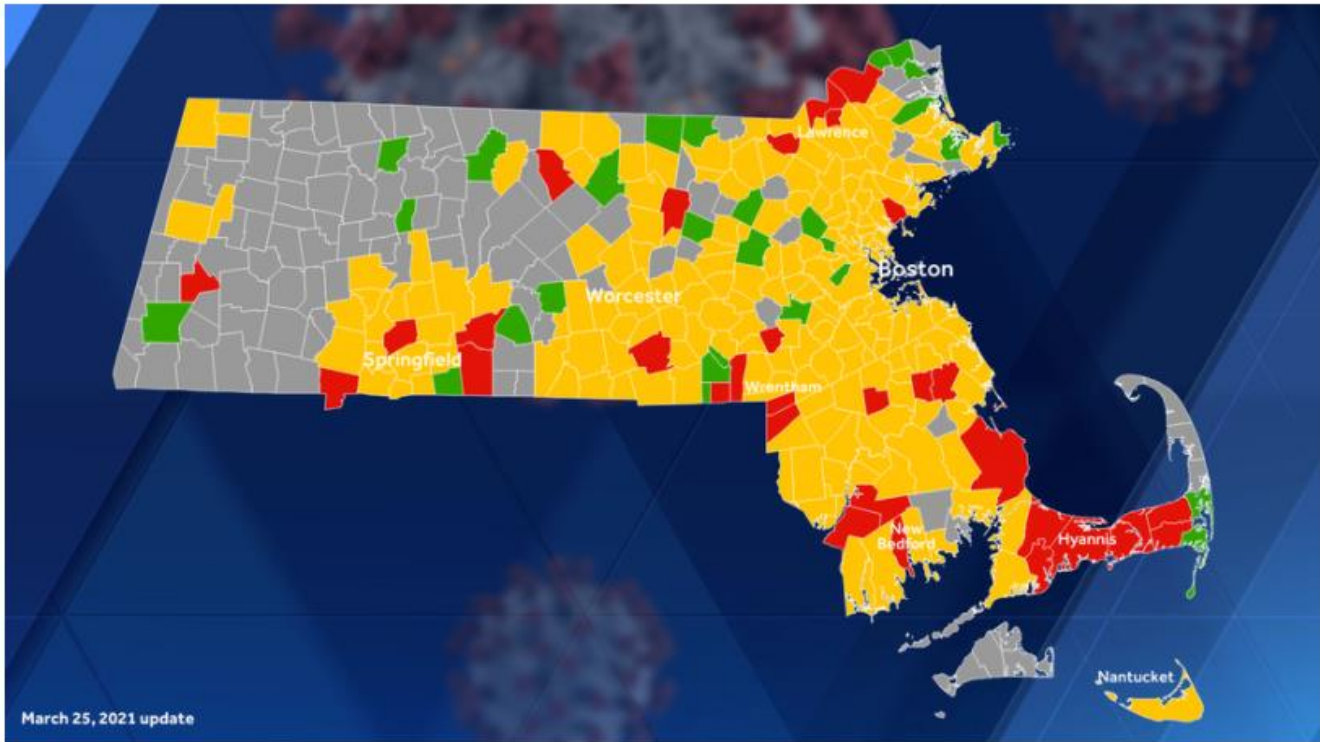 Lawrence
Boston
Worcester
Springfield
Wrentham
New
Bedford
Hyannis
Nantucket
March 25, 2021 update